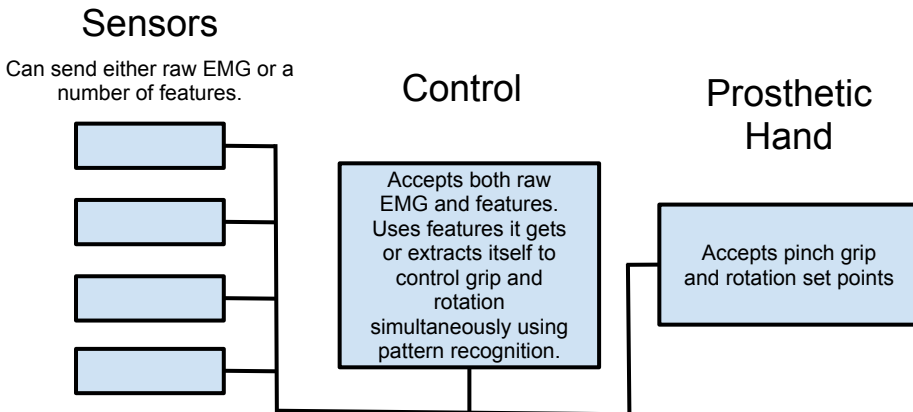 Sensors
Can send either raw EMG or a
number of features.
Control
Accepts both raw
EMG and features.
Uses features it gets
or extracts itself to
control grip and
rotation
simultaneously using
pattern recognition.
Prosthetic
Hand
Accepts pinch grip
and rotation set points